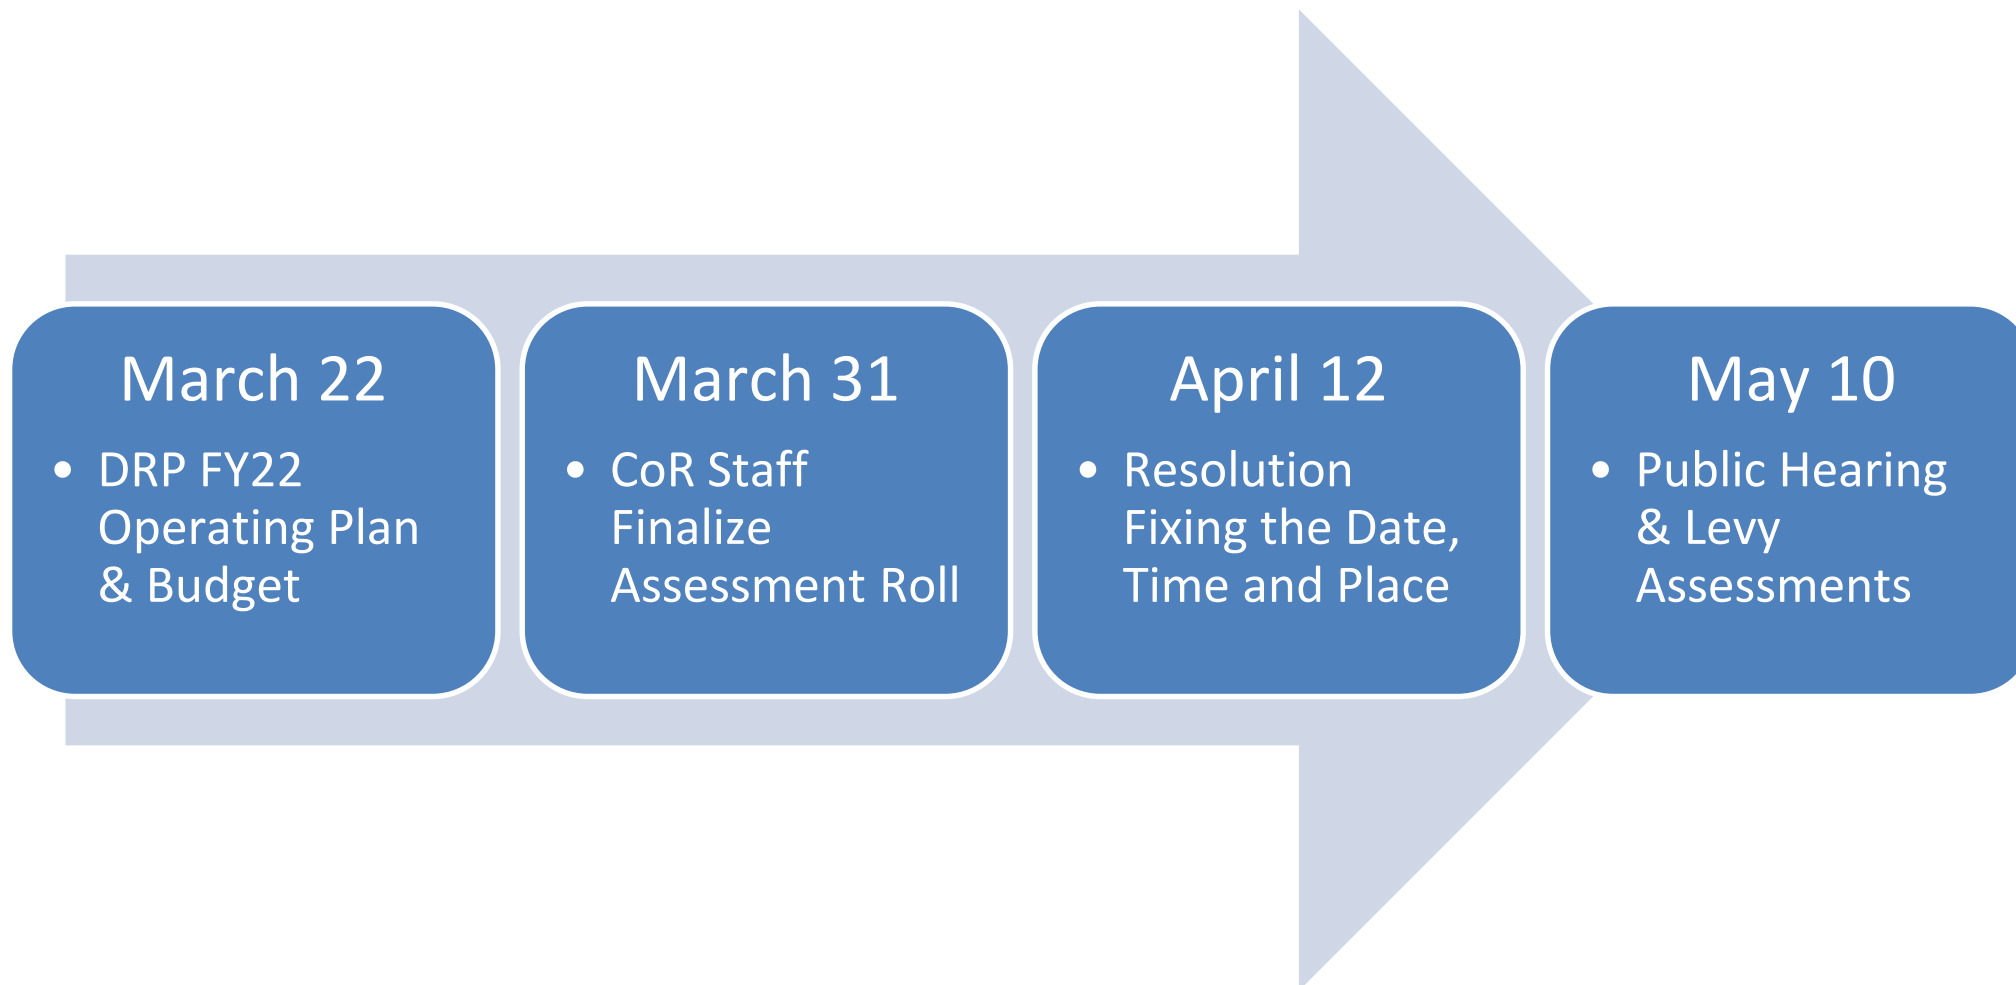 March 22
• DRP FY22
Operating Plan
& Budget
March 31
• CoR Staff
Finalize
Assessment Roll
April 12
• Resolution
Fixing the Date,
Time and Place
May 10
• Public Hearing
& Levy
Assessments